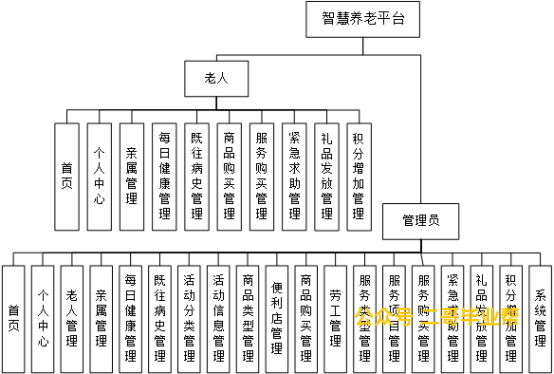 智慧养老平台
老人
首页
个人中心
亲属管理
每日健康管理
既往病史管理
商品购买管理
服务购买管理
紧急求助管理
礼品发放管理
积分增加管理
管理员
首页
个人中心
老人管理
亲属管理
每日健康管理
既往病史管理
活动分类管理
活动信息管理
商品类型管理
便利店管理
商品购买管理
劳工管理
服务类型管理
服务项目管理
服务购买管理
紧急求助管理
礼品发放管理
积分增加管理
系统管理
公众号 二哥毕业帮